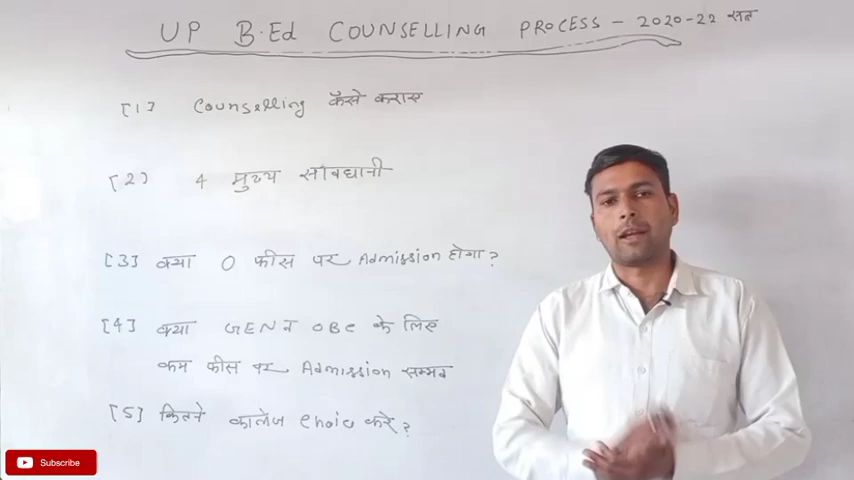 UP B.Ed COUNSELLING PROCESS - 2020-22 सत्र
[1] Counselling कैसे कराएं
[2] 4 मुख्य सावधानी
[3] क्या 0 फीस पर Admission होगा?
[4] क्या GEN व OBC के लिए
कम फीस पर Admission सम्भव
[5] कितने कालेज Choic करे?
Subscribe